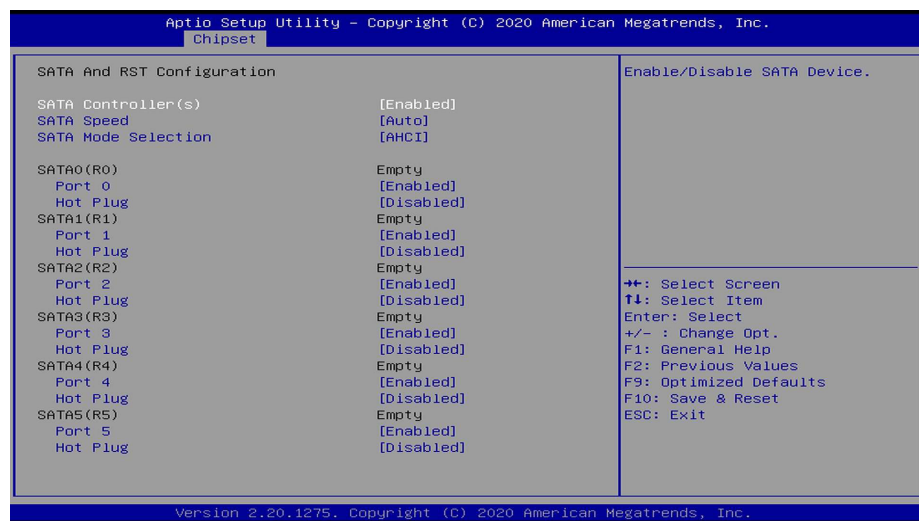 Aptio Setup Utility – Copyright (C) 2020 American Megatrends, Inc.
Chipset
SATA And RST Configuration
SATA Controller(s) [Enabled]
SATA Speed [Auto]
SATA Mode Selection [AHCI]
SATA0(R0) Empty
Port 0 [Enabled]
Hot Plug [Disabled]
SATA1(R1) Empty
Port 1 [Enabled]
Hot Plug [Disabled]
SATA2(R2) Empty
Port 2 [Enabled]
Hot Plug [Disabled]
SATA3(R3) Empty
Port 3 [Enabled]
Hot Plug [Disabled]
SATA4(R4) Empty
Port 4 [Enabled]
Hot Plug [Disabled]
SATA5(R5) Empty
Port 5 [Enabled]
Hot Plug [Disabled]
Enable/Disable SATA Device.
→←: Select Screen
↑↓: Select Item
Enter: Select
+/- : Change Opt.
F1: General Help
F2: Previous Values
F9: Optimized Defaults
F10: Save & Reset
ESC: Exit
Version 2.20.1275. Copyright (C) 2020 American Megatrends, Inc.